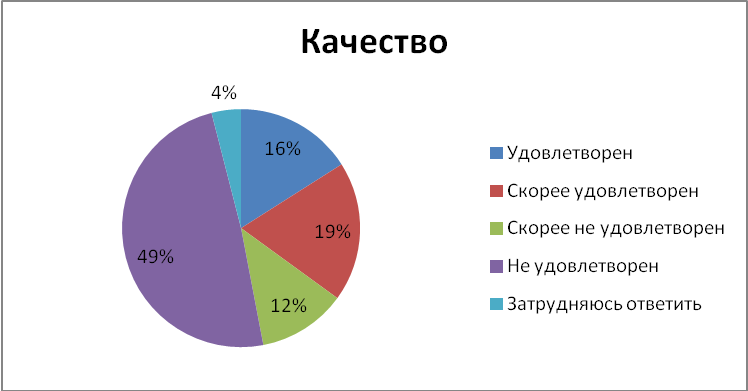 Качество
4%
16%
19%
12%
49%
Удовлетворен
Скорее удовлетворен
Скорее не удовлетворен
Не удовлетворен
Затрудняюсь ответить